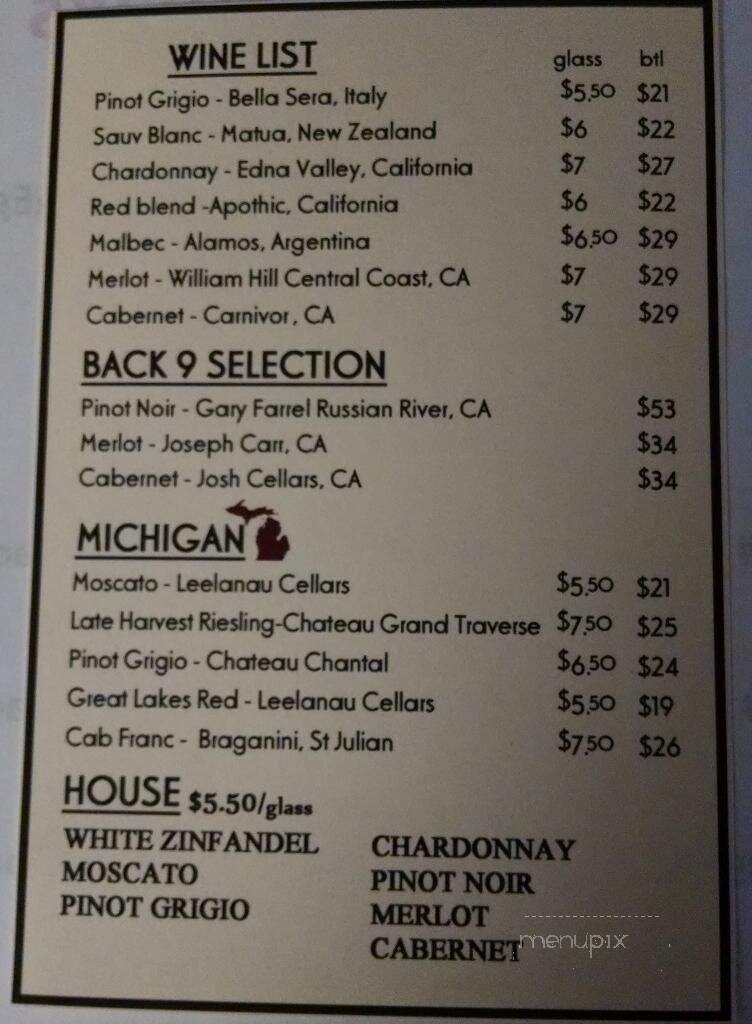 WINE LIST glass btl
Pinot Grigio - Bella Sera, Italy $5.50 $21
Sauv Blanc - Matua, New Zealand $6 $22
Chardonnay - Edna Valley, California $7 $27
Red blend -Apothic, California $6 $22
Malbec - Alamos, Argentina $6.50 $29
Merlot - William Hill Central Coast, CA $7 $29
Cabernet - Carnivor, CA $7 $29
BACK 9 SELECTION
Pinot Noir - Gary Farrel Russian River, CA $53
Merlot - Joseph Carr, CA $34
Cabernet - Josh Cellars, CA $34
MICHIGAN
Moscato - Leelanau Cellars $5.50 $21
Late Harvest Riesling-Chateau Grand Traverse $7.50 $25
Pinot Grigio - Chateau Chantal $6.50 $24
Great Lakes Red - Leelanau Cellars $5.50 $19
Cab Franc - Braganini, St Julian $7.50 $26
HOUSE $5.50/glass
WHITE ZINFANDEL CHARDONNAY
MOSCATO PINOT NOIR
PINOT GRIGIO MERLOT
CABERNET
menupix